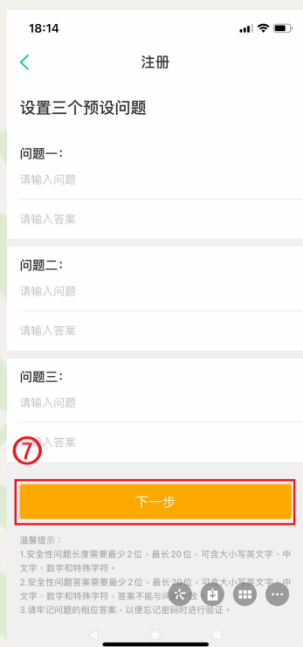 18:14
注册
设置三个预设问题
问题一：
请输入问题
请输入答案
问题二：
请输入问题
请输入答案
问题三：
请输入问题
⑦
入答案
下一步
温馨提示：
1.安全性问题长度需要最少2位，最长20位，可含大小写英文字、中
文字、数字和特殊字符。
2.安全性问题答案需要最少2位，最长20位，可含大小写英文字、中
文字、数字和特殊字符，答案不能与问
3.请牢记问题的相应答案，以便忘记密码时进行验证。